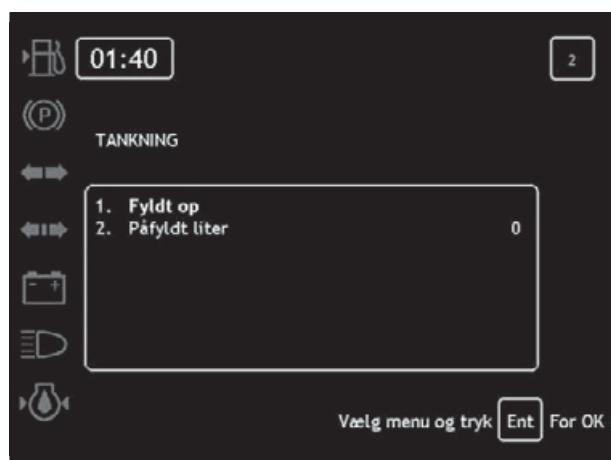 01:40
2
(P)
TANKNING
1. Fyldt op
2. Påfyldt liter 0
- +
Vælg menu og tryk Ent For OK